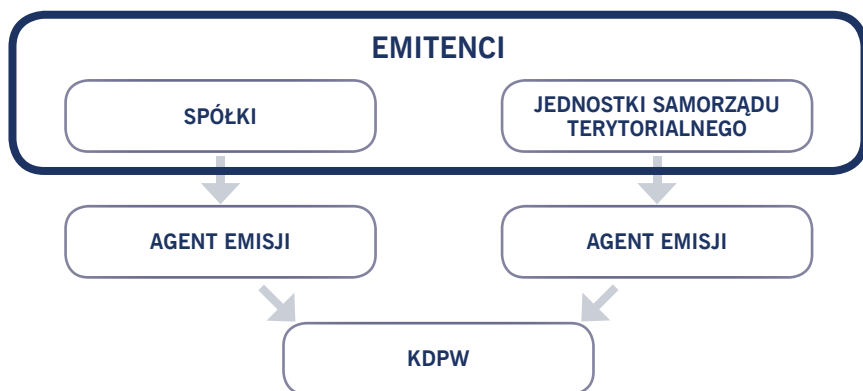 EMITENCI
SPÓŁKI
JEDNOSTKI SAMORZĄDU
TERYTORIALNEGO
AGENT EMISJI
AGENT EMISJI
KDPW